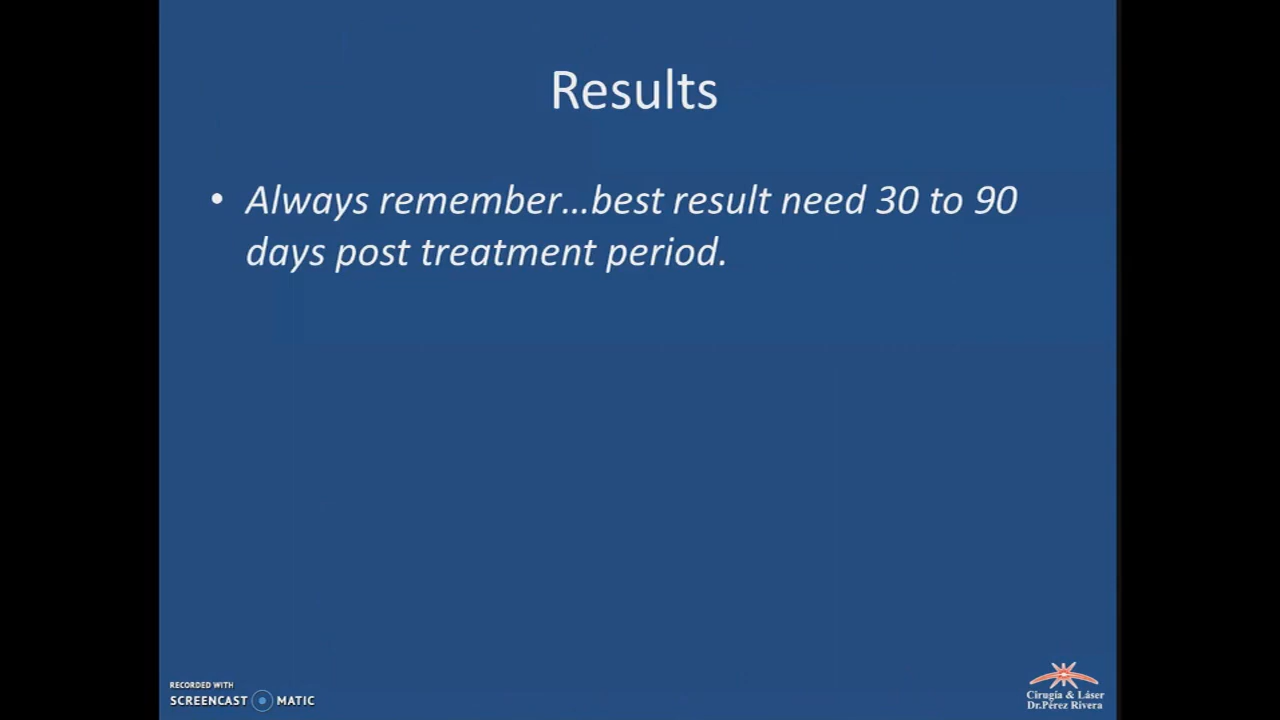 Results
• Always remember...best result need 30 to 90
days post treatment period.
RECORDED WITH
SCREENCAST MATIC
Cirugía & Láser
Dr.Pérez Rivera